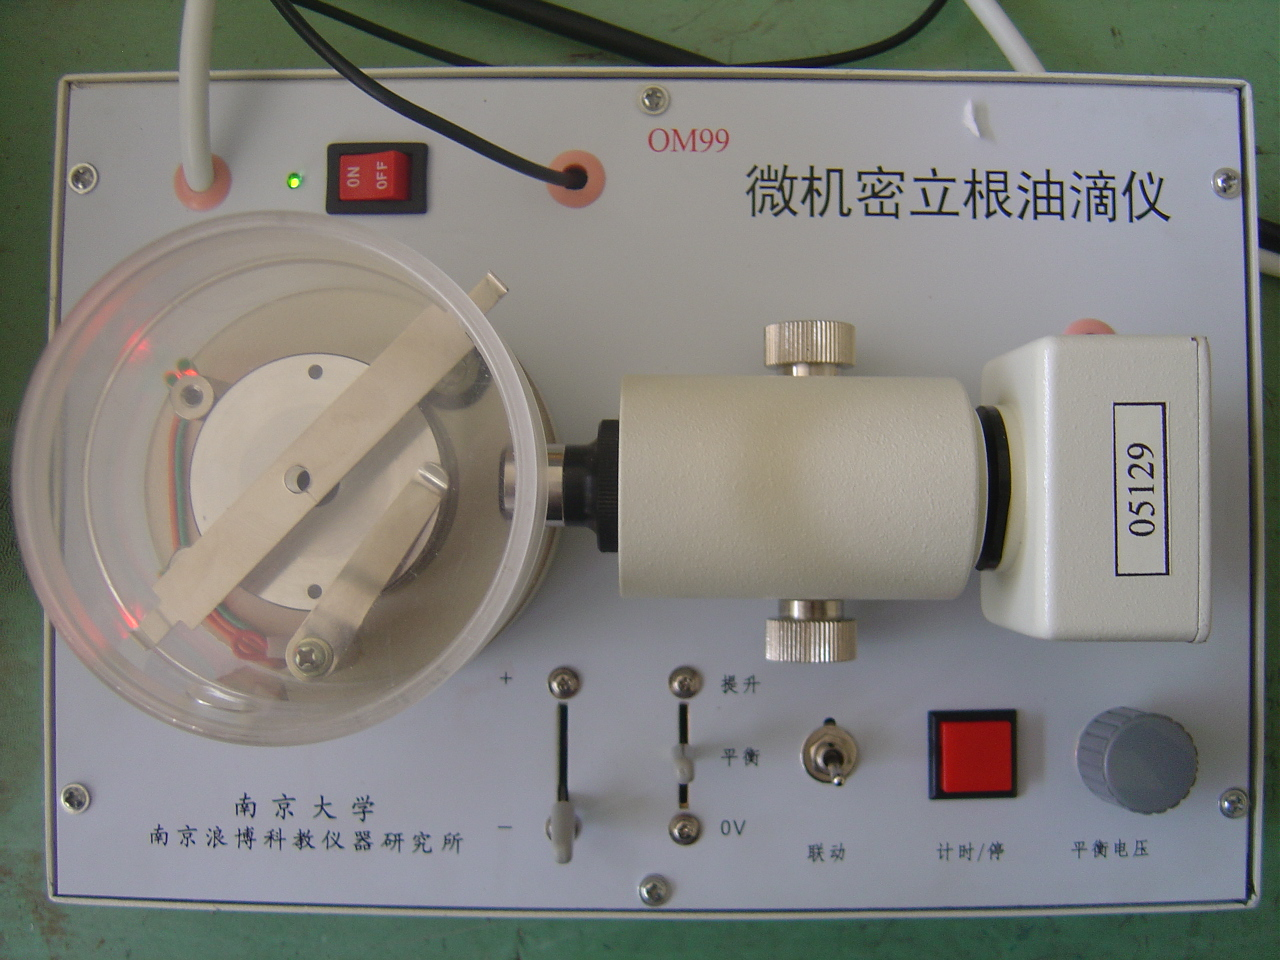 OM99
ON OFF
微机密立根油滴仪
05129
+
提升
平衡
南京大学
南京浪博科教仪器研究所
−
0V
联动
计时/停
平衡电压